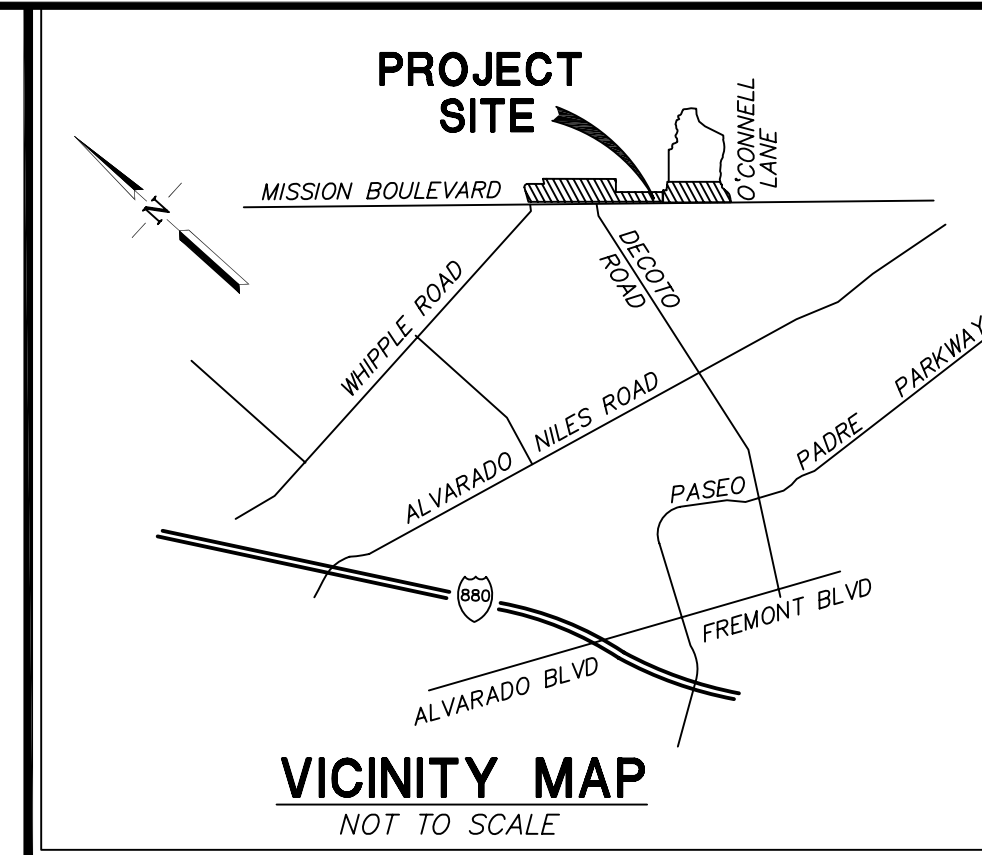 PROJECT
SITE
O'CONNELL
LANE
MISSION BOULEVARD
N
DECOTO
ROAD
WHIPPLE ROAD
ALVARADO NILES ROAD
PASEO PADRE PARKWAY
880
FREMONT BLVD
ALVARADO BLVD
VICINITY MAP
NOT TO SCALE